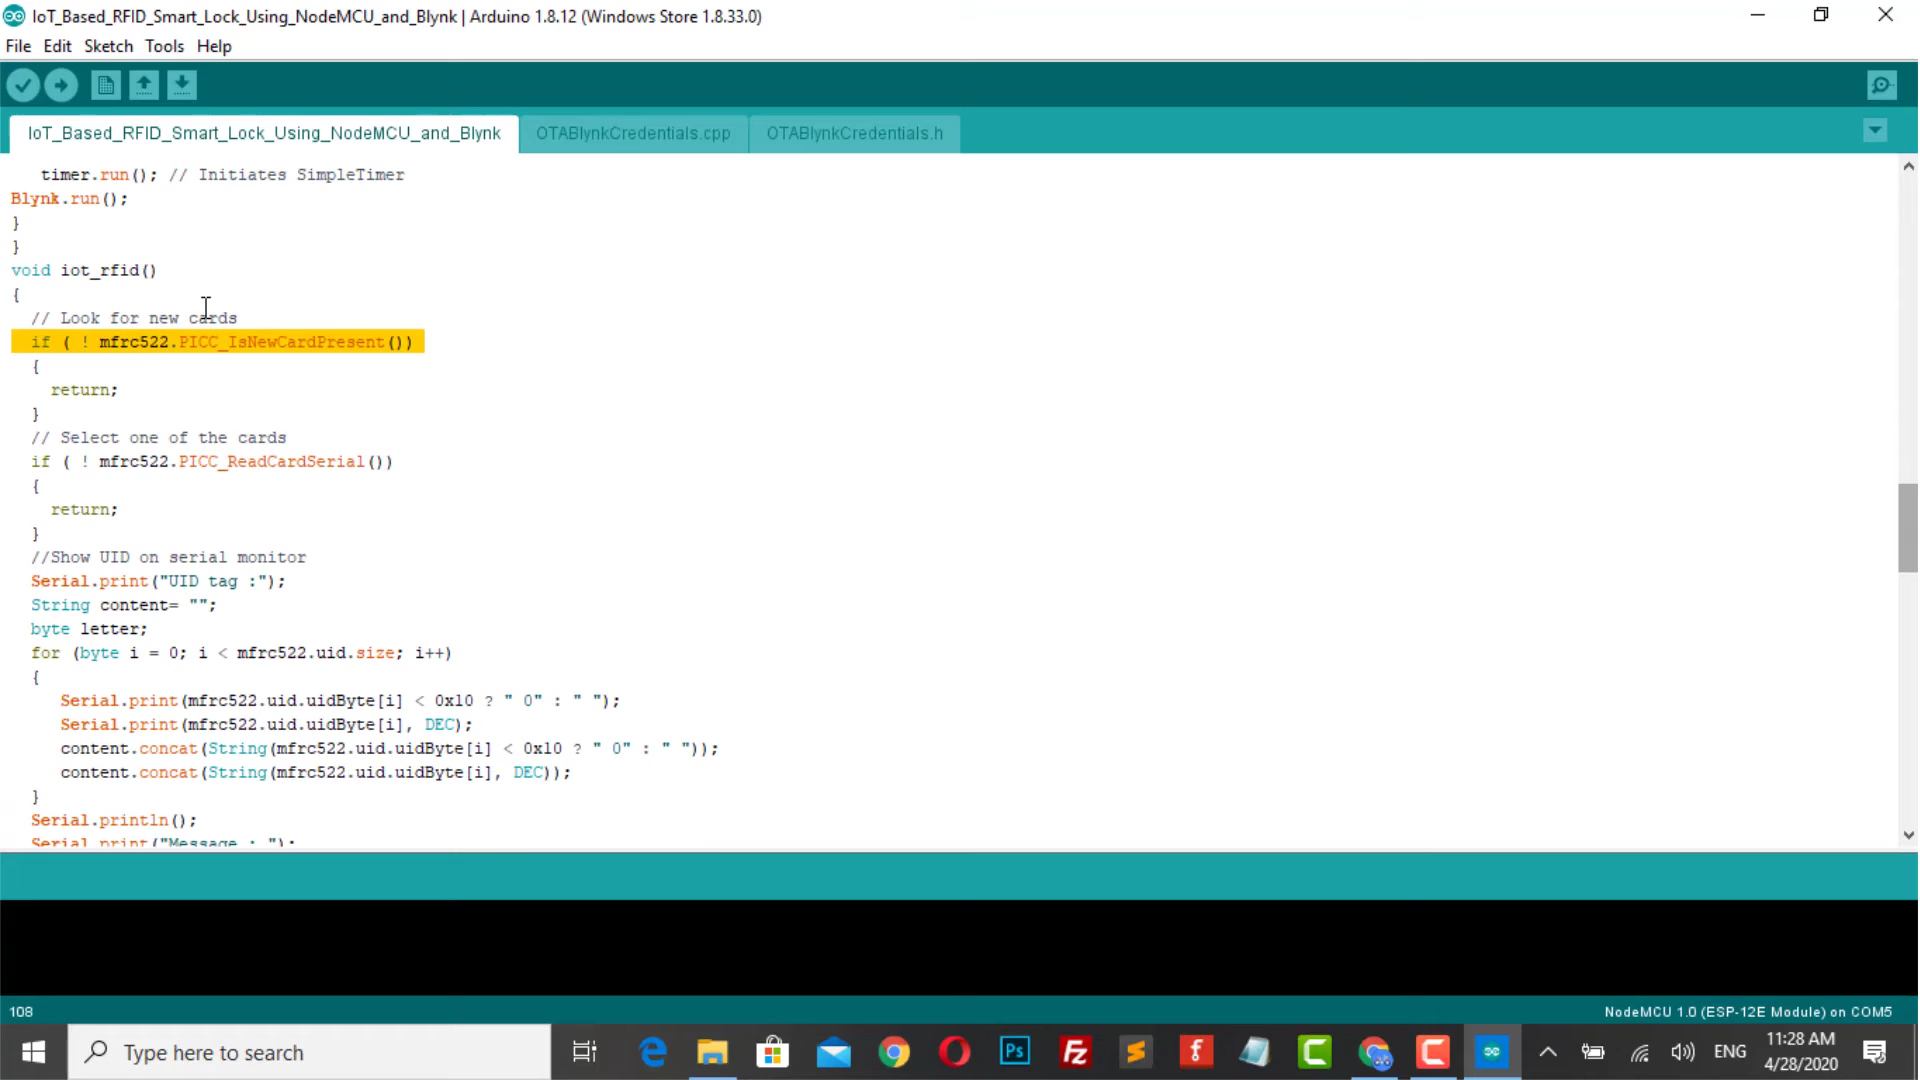 IoT_Based_RFID_Smart_Lock_Using_NodeMCU_and_Blynk | Arduino 1.8.12 (Windows Store 1.8.33.0)
File Edit Sketch Tools Help
IoT_Based_RFID_Smart_Lock_Using_NodeMCU_and_Blynk OTABlynkCredentials.cpp OTABlynkCredentials.h
timer.run(); // Initiates SimpleTimer
Blynk.run();
}
}
void iot_rfid()
{
// Look for new cards
if ( ! mfrc522.PICC_IsNewCardPresent())
{
return;
}
// Select one of the cards
if ( ! mfrc522.PICC_ReadCardSerial())
{
return;
}
//Show UID on serial monitor
Serial.print("UID tag :");
String content= "";
byte letter;
for (byte i = 0; i < mfrc522.uid.size; i++)
{
Serial.print(mfrc522.uid.uidByte[i] < 0x10 ? " 0" : " ");
Serial.print(mfrc522.uid.uidByte[i], DEC);
content.concat(String(mfrc522.uid.uidByte[i] < 0x10 ? " 0" : " "));
content.concat(String(mfrc522.uid.uidByte[i], DEC));
}
Serial.println();
Serial.print("Message : ");
108 NodeMCU 1.0 (ESP-12E Module) on COM5
Type here to search Ps Fz ENG 11:28 AM
4/28/2020